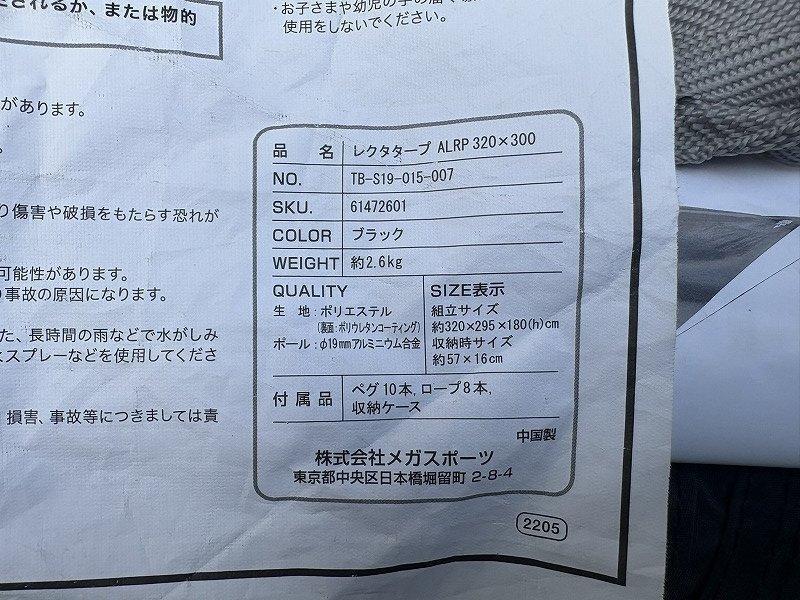 されるか、または物的
・お子さまや幼児の手の届く
使用をしないでください。
があります。
り傷害や破損をもたらす恐れが
可能性があります。
事故の原因になります。
た、長時間の雨などで水がしみ
スプレーなどを使用してくださ
損害、事故等につきましては責
品 名 レクタタープ ALRP 320×300
NO. TB-S19-015-007
SKU. 61472601
COLOR ブラック
WEIGHT 約2.6kg
QUALITY
生 地:ポリエステル
(裏面:ポリウレタンコーティング)
ポール:φ19mmアルミニウム合金
SIZE表示
組立サイズ
約320×295×180(h)cm
収納時サイズ
約57×16cm
付属品 ペグ10本, ロープ8本,
収納ケース
中国製
株式会社メガスポーツ
東京都中央区日本橋堀留町 2-8-4
2205